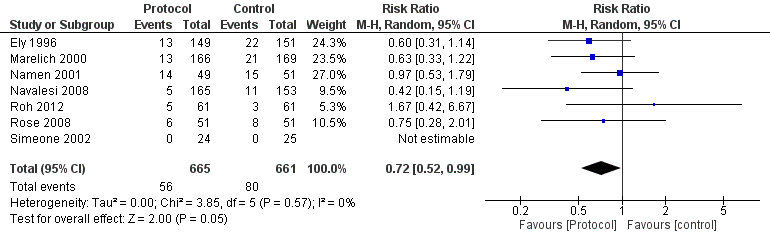 Protocol Control Risk Ratio Risk Ratio
Study or Subgroup Events Total Events Total Weight M-H, Random, 95% CI M-H, Random, 95% CI
Ely 1996 13 149 22 151 24.3% 0.60 [0.31, 1.14]
Marelich 2000 13 166 21 169 23.5% 0.63 [0.33, 1.22]
Namen 2001 14 49 15 51 27.0% 0.97 [0.53, 1.79]
Navalesi 2008 5 165 11 153 9.5% 0.42 [0.15, 1.19]
Roh 2012 5 61 3 61 5.3% 1.67 [0.42, 6.67]
Rose 2008 6 51 8 51 10.5% 0.75 [0.28, 2.01]
Simeone 2002 0 24 0 25 Not estimable
Total (95% CI) 665 661 100.0% 0.72 [0.52, 0.99]
Total events 56 80
Heterogeneity: Tau² = 0.00; Chi² = 3.85, df = 5 (P = 0.57); I² = 0%
Test for overall effect: Z = 2.00 (P = 0.05)
0.2 0.5 1 2 5
Favours [Protocol] Favours [control]